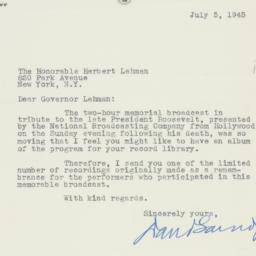 July 5, 1945
The Honorable Herbert Lehman
820 Park Avenue
New York, N.Y.
Dear Governor Lehman:
The two-hour memorial broadcast in
tribute to the late President Roosevelt, presented
by the National Broadcasting Company from Hollywood
on the Sunday evening following his death, was so
moving that I feel you might like to have an album
of the program for your record library.
Therefore, I send you one of the limited
number of recordings originally made as a remem-
brance for the performers who participated in this
memorable broadcast.
With kind regards.
Sincerely yours,